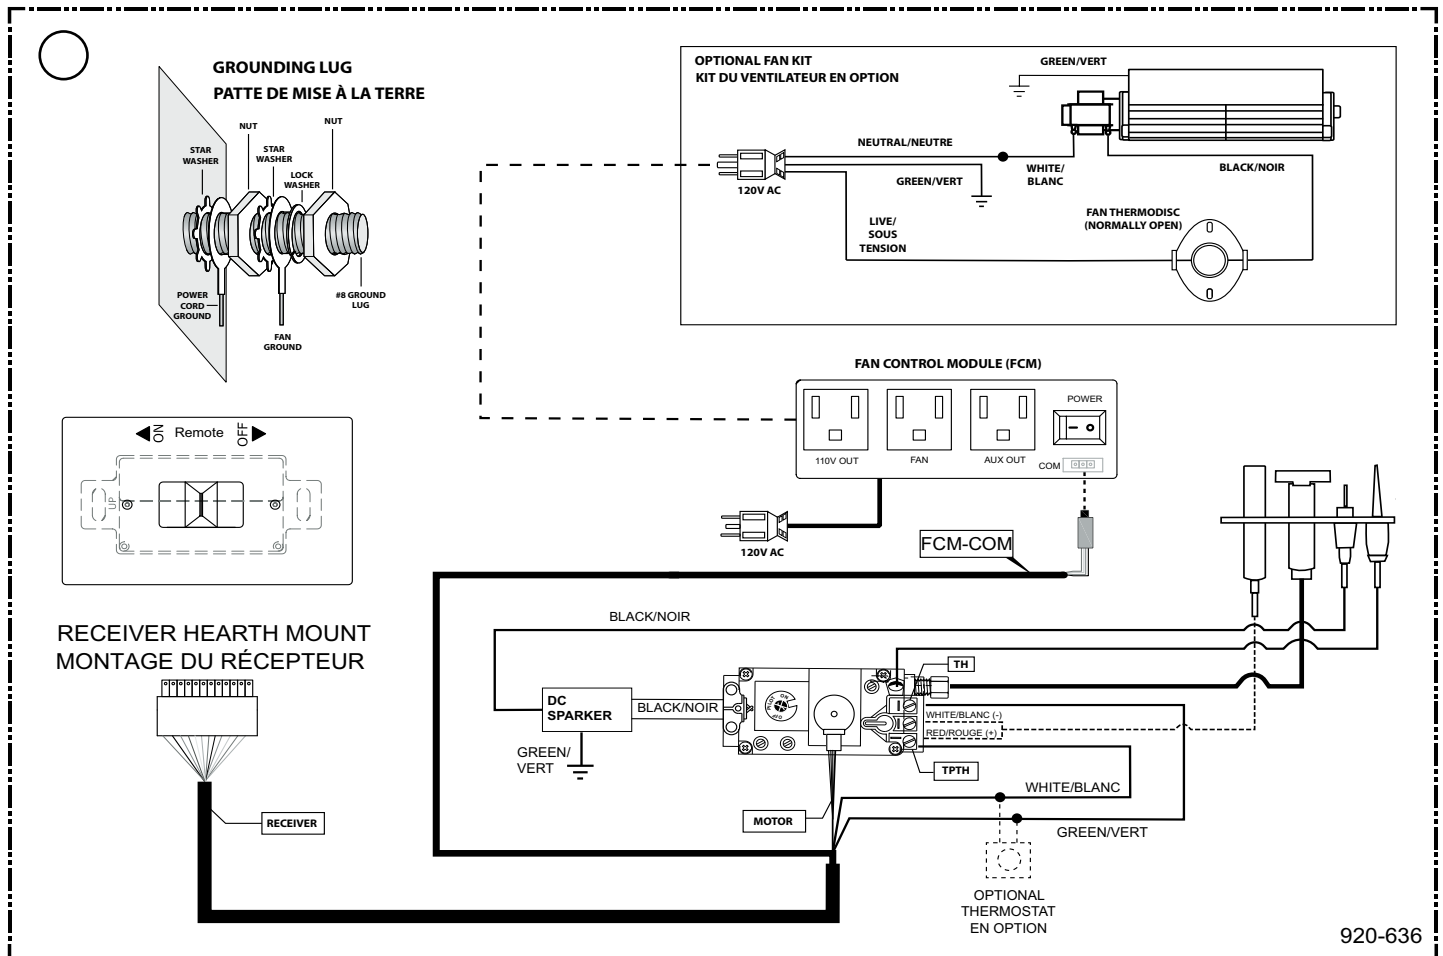 GROUNDING LUG
PATTE DE MISE À LA TERRE
NUT
NUT
STAR
WASHER
STAR
WASHER
LOCK
WASHER
POWER
CORD
GROUND
#8 GROUND
LUG
FAN
GROUND
OPTIONAL FAN KIT
KIT DU VENTILATEUR EN OPTION
GREEN/VERT
NEUTRAL/NEUTRE
120V AC
GREEN/VERT
WHITE/
BLANC
BLACK/NOIR
LIVE/
SOUS
TENSION
FAN THERMODISC
(NORMALLY OPEN)
FAN CONTROL MODULE (FCM)
POWER
110V OUT
FAN
AUX OUT
COM
120V AC
FCM-COM
ON
Remote
OFF
UP
RECEIVER HEARTH MOUNT
MONTAGE DU RÉCEPTEUR
RECEIVER
BLACK/NOIR
DC
SPARKER
BLACK/NOIR
GREEN/
VERT
ON
PILOT
OFF
TH
WHITE/BLANC (-)
RED/ROUGE (+)
TPTH
MOTOR
WHITE/BLANC
GREEN/VERT
OPTIONAL
THERMOSTAT
EN OPTION
920-636